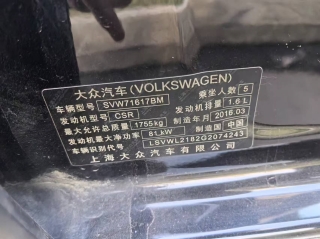 大众汽车(VOLKSWAGEN)
车辆型号 SVW71617BM 乘坐人数 5
发动机型号 CSR 发动机排量 1.6 L
最大允许总质量 1755kg 制造年月 2016.03
发动机最大净功率 81 kW 制造国 中国
车辆识别代号 LSVWL2182G2074243
上海大众汽车有限公司